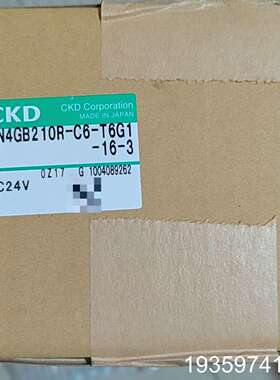 CKD
CKD Corporation
MADE IN JAPAN
N4GB210R-C6-T6G1
-16-3
C24V
0Z17 G 1004089262
19359741